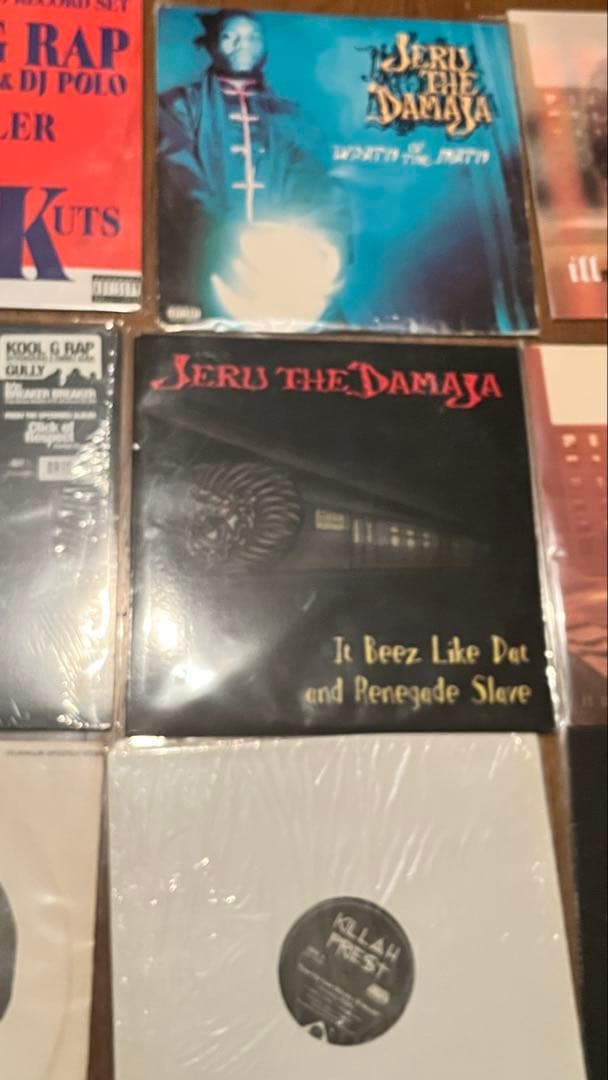 RECORD SET
G RAP
& DJ POLO
LER
KUTS
JERU
THE
DAMAJA
WRATH OF THE MATH
ill
KOOL G RAP
GULLY
BREAKER BREAKER
Click of
Respect
JERU THE DAMAJA
It Beez Like Dat
and Renegade Slave
KILLAH
PRIEST